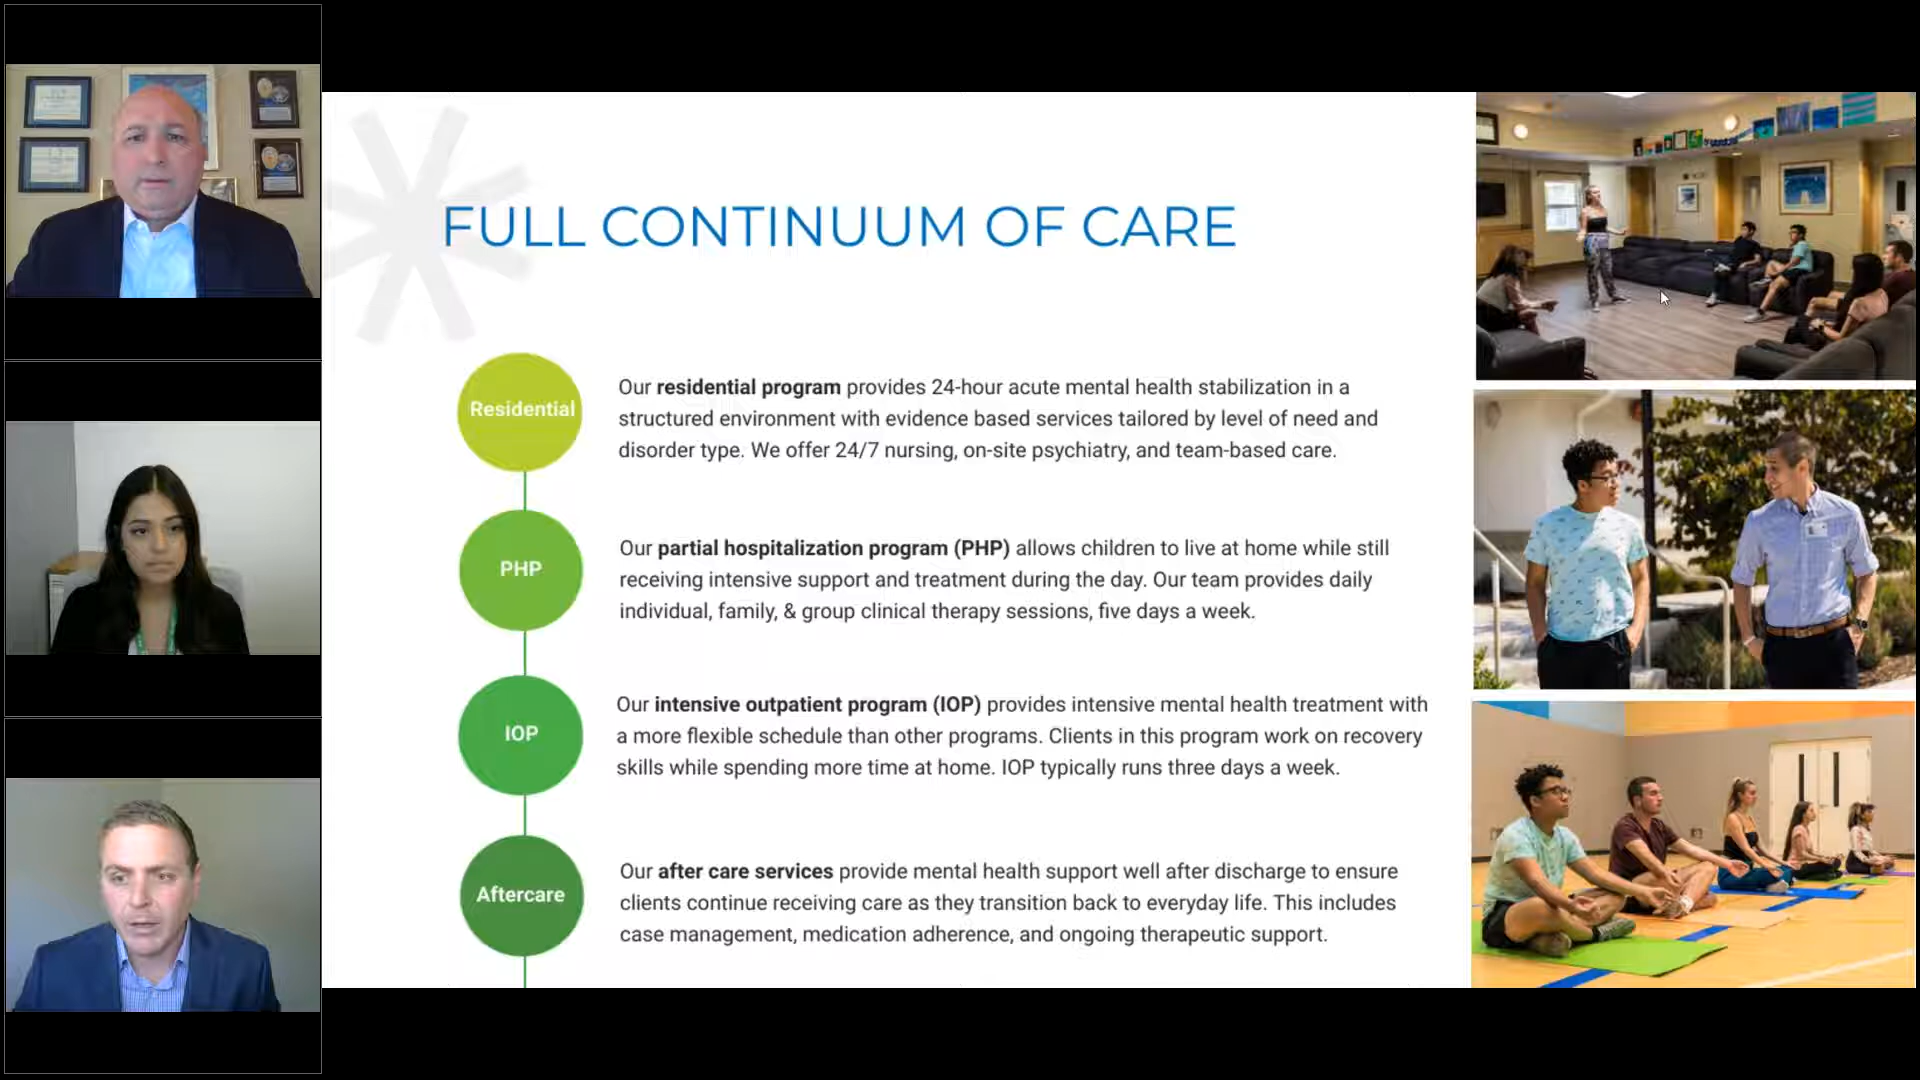 FULL CONTINUUM OF CARE
Residential
Our residential program provides 24-hour acute mental health stabilization in a
structured environment with evidence based services tailored by level of need and
disorder type. We offer 24/7 nursing, on-site psychiatry, and team-based care.
PHP
Our partial hospitalization program (PHP) allows children to live at home while still
receiving intensive support and treatment during the day. Our team provides daily
individual, family, & group clinical therapy sessions, five days a week.
IOP
Our intensive outpatient program (IOP) provides intensive mental health treatment with
a more flexible schedule than other programs. Clients in this program work on recovery
skills while spending more time at home. IOP typically runs three days a week.
Aftercare
Our after care services provide mental health support well after discharge to ensure
clients continue receiving care as they transition back to everyday life. This includes
case management, medication adherence, and ongoing therapeutic support.